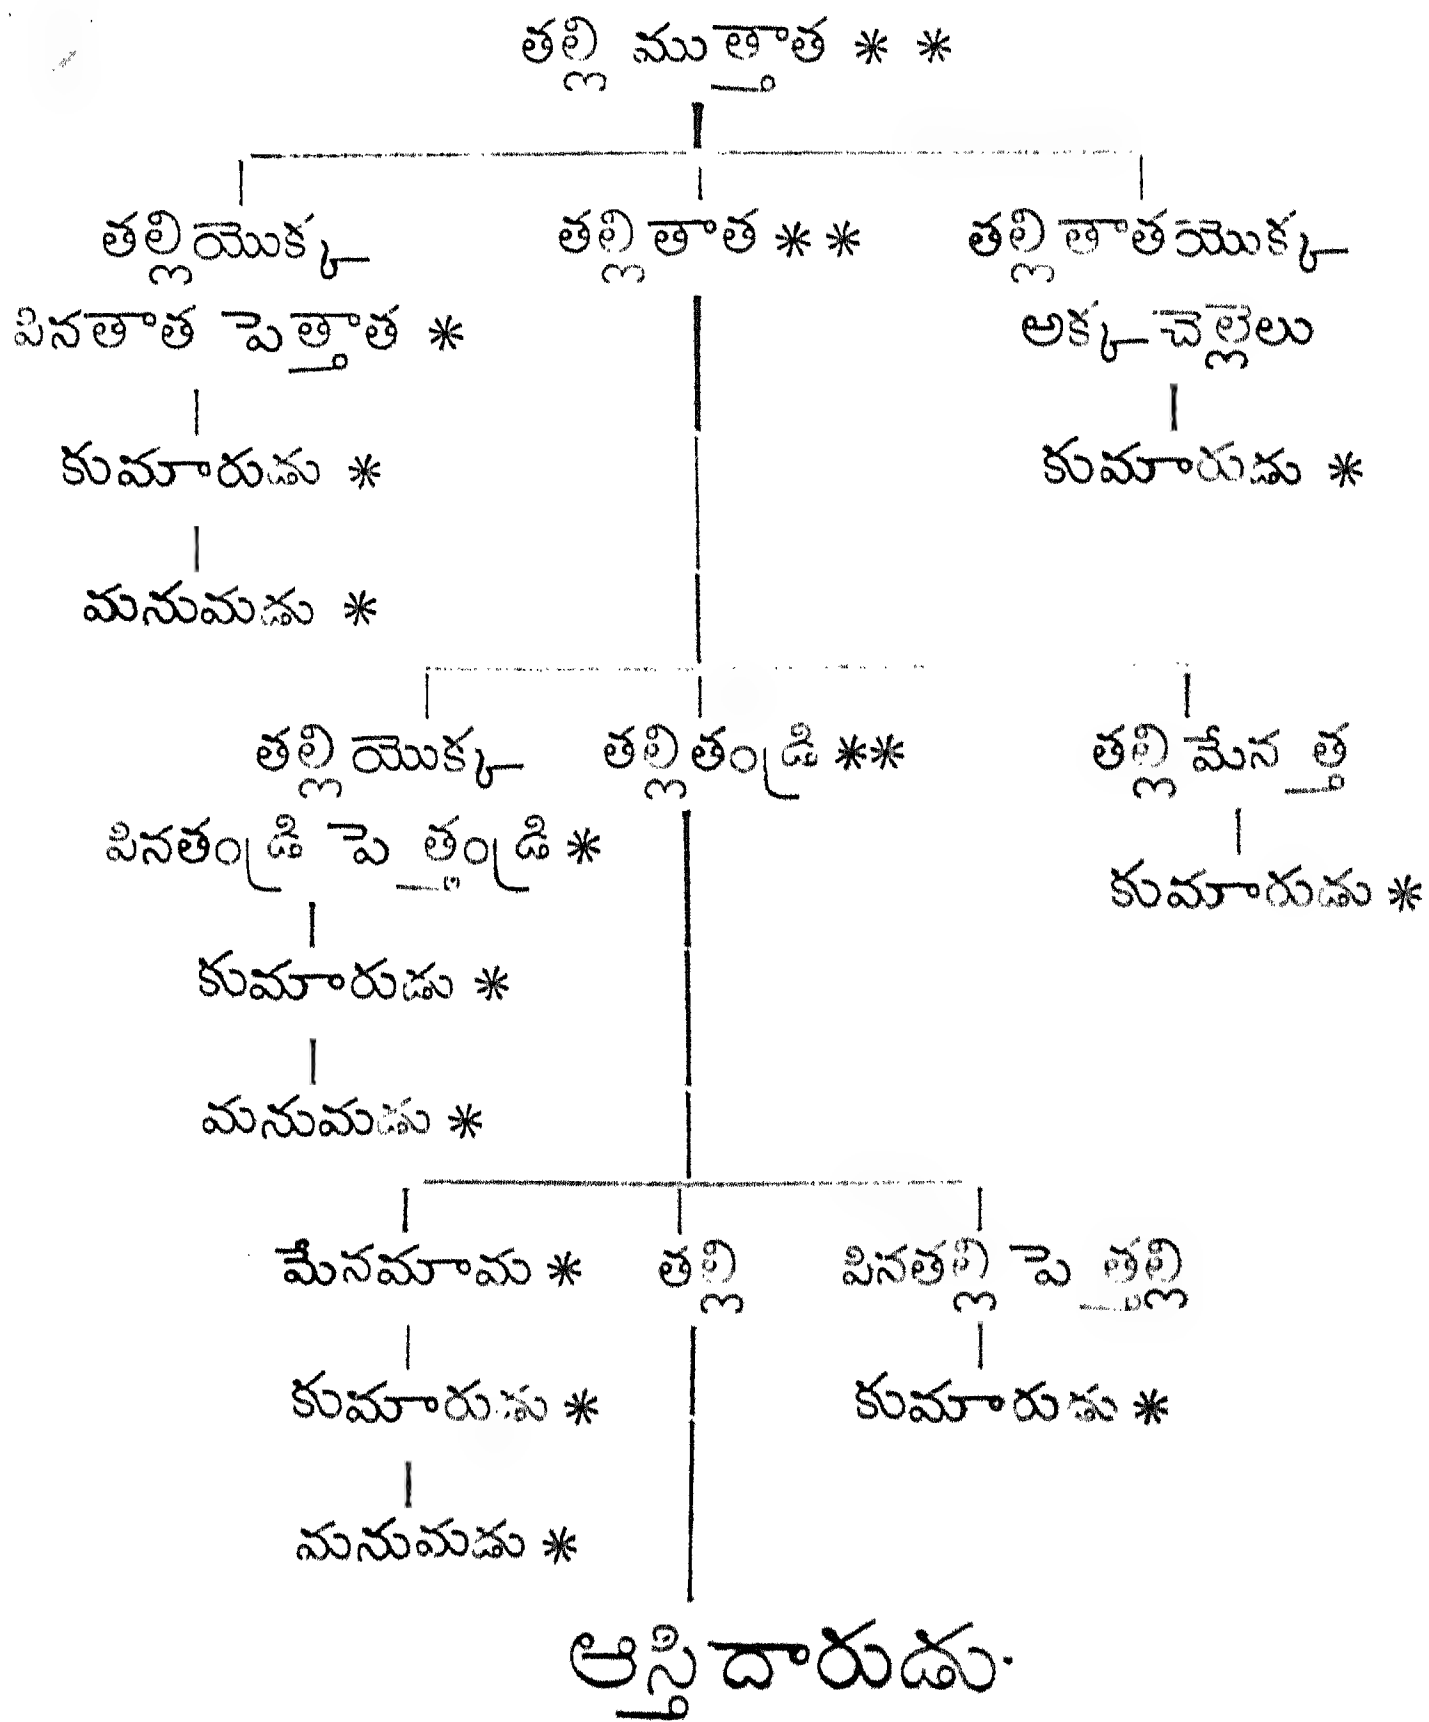 తల్లి ముత్తాత * *
తల్లియొక్క
పినతాత పెత్తాత *
తల్లితాత * *
తల్లితాతయొక్క
అక్క చెల్లెలు
కుమారుడు *
కుమారుడు *
మనుమడు *
తల్లియొక్క
పినతండ్రి పెత్తండ్రి *
తల్లితండ్రి **
తల్లిమేనత్త
కుమారుడు *
కుమారుడు *
మనుమడు *
మేనమామ *
తల్లి
పినతల్లి పెత్తల్లి
కుమారుడు *
కుమారుడు *
మనుమడు *
ఆస్తిదారుడు.